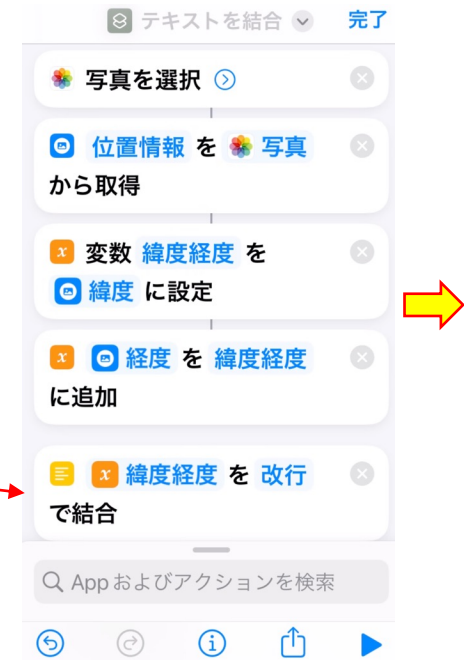 テキストを結合
完了
写真を選択
位置情報 を 写真
から取得
変数 緯度経度 を
緯度 に設定
x 経度 を 緯度経度
に追加
x 緯度経度 を 改行
で結合
Appおよびアクションを検索